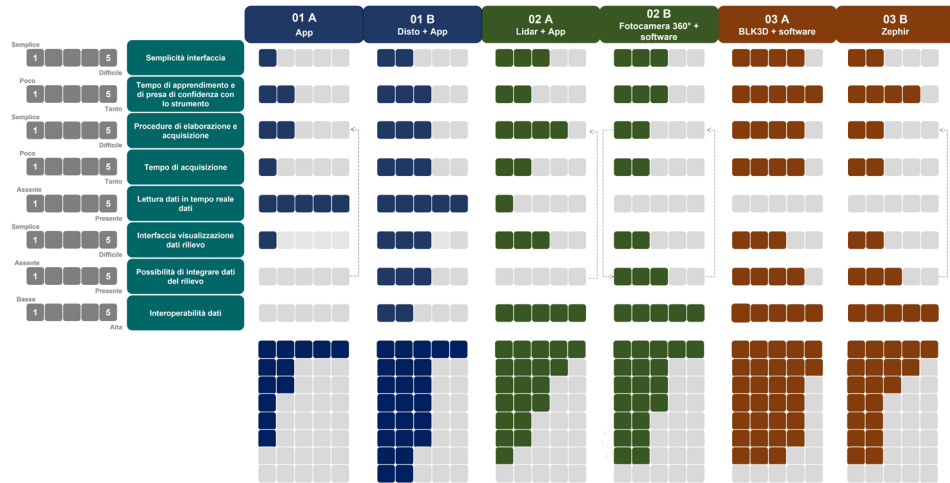 01 A
App
01 B
Disto + App
02 A
Lidar + App
02 B
Fotocamera 360° +
software
03 A
BLK3D + software
03 B
Zephir
Semplice
1 5
Difficile
Semplicità interfaccia
Poco
1 5
Tanto
Tempo di apprendimento e
di presa di confidenza con
lo strumento
Semplice
1 5
Difficile
Procedure di elaborazione e
acquisizione
Poco
1 5
Tanto
Tempo di acquisizione
Assente
1 5
Presente
Lettura dati in tempo reale
dati
Semplice
1 5
Difficile
Interfaccia visualizzazione
dati rilievo
Assente
1 5
Presente
Possibilità di integrare dati
del rilievo
Bassa
1 5
Alta
Interoperabilità dati